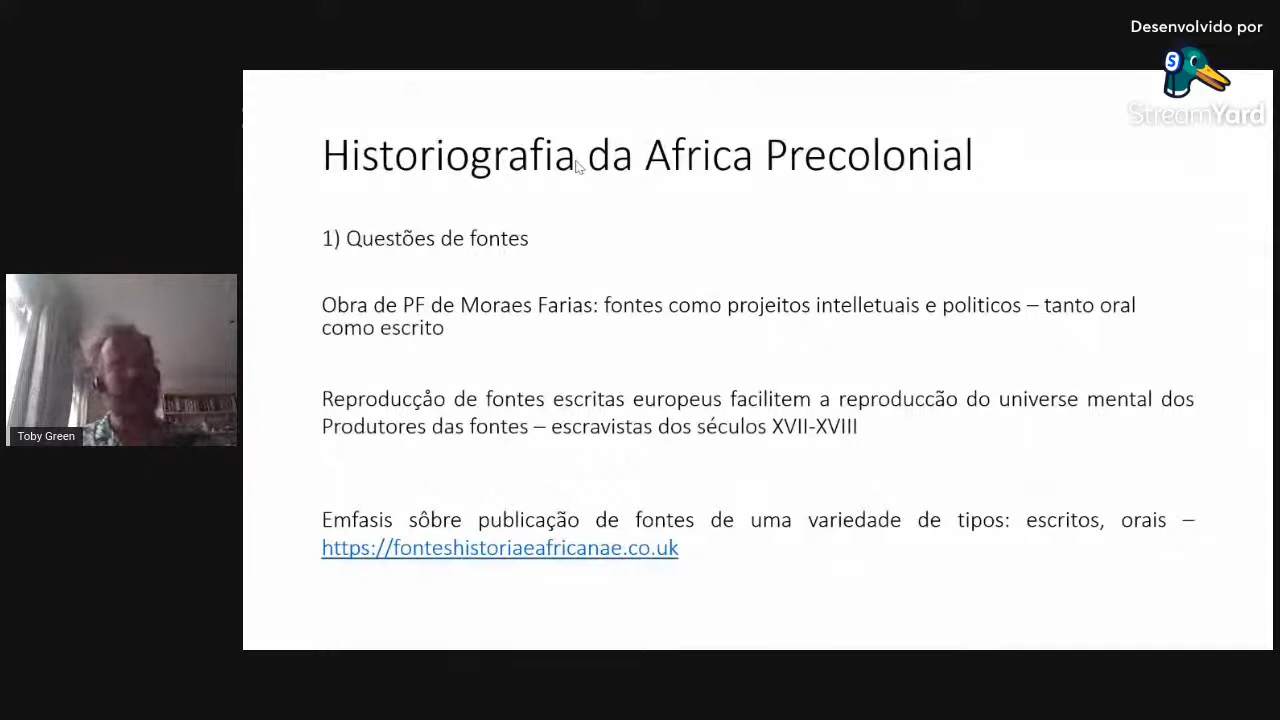 Desenvolvido por
StreamYard
Historiografia da Africa Precolonial
1) Questões de fontes
Obra de PF de Moraes Farias: fontes como projeitos intelletuais e politicos – tanto oral
como escrito
Reproducção de fontes escritas europeus facilitem a reproduccão do universe mental dos
Produtores das fontes – escravistas dos séculos XVII-XVIII
Emfasis sôbre publicação de fontes de uma variedade de tipos: escritos, orais –
https://fonteshistoriaeafricanae.co.uk
Toby Green